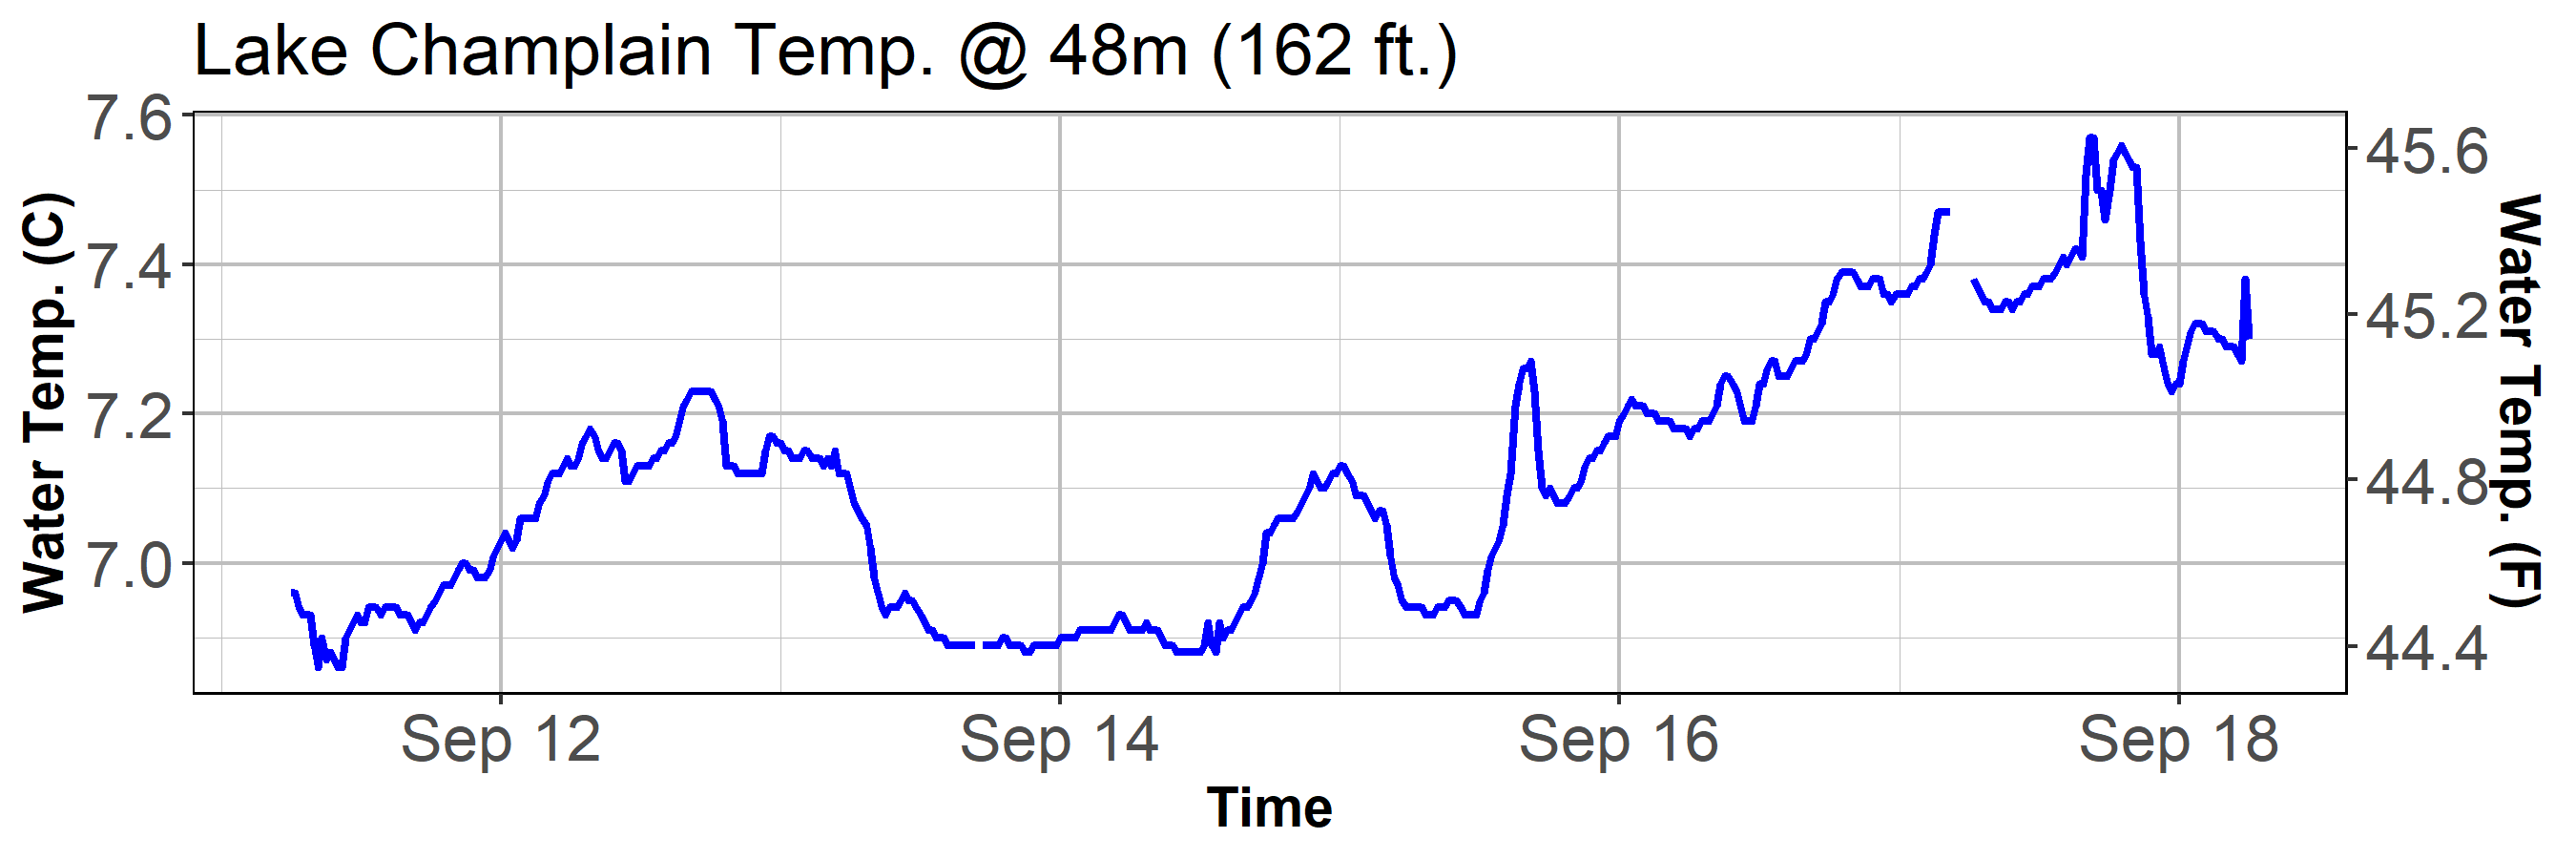 Lake Champlain Temp. @ 48m (162 ft.)
7.6
7.4
7.2
7.0
Water Temp. (C)
45.6
45.2
44.8
44.4
Water Temp. (F)
Sep 12 Sep 14 Sep 16 Sep 18
Time